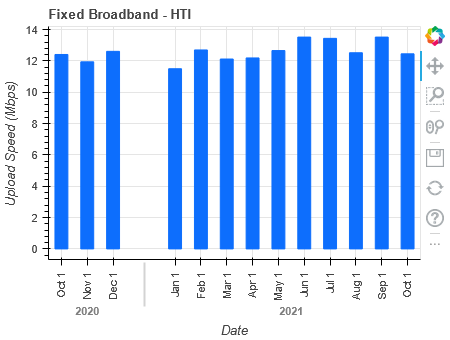 Fixed Broadband - HTI
Upload Speed (Mbps)
14
12
10
8
6
4
2
0
Oct 1
Nov 1
Dec 1
Jan 1
Feb 1
Mar 1
Apr 1
May 1
Jun 1
Jul 1
Aug 1
Sep 1
Oct 1
2020
2021
Date